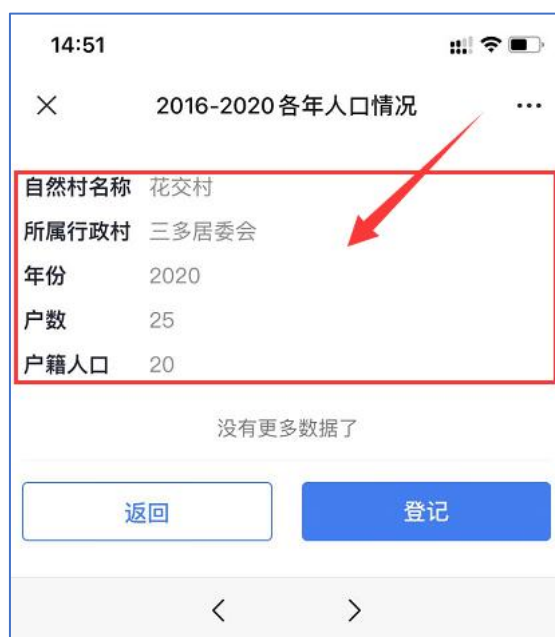 14:51
2016-2020各年人口情况
自然村名称 花交村
所属行政村 三多居委会
年份 2020
户数 25
户籍人口 20
没有更多数据了
返回 登记